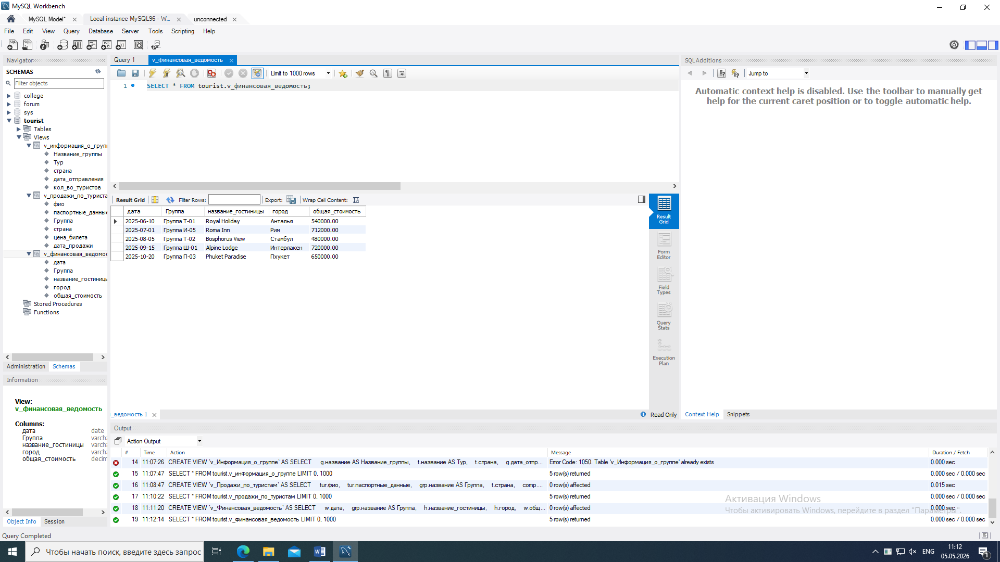 MySQL Workbench
MySQL Model*
Local instance MySQL96 - W...
unconnected
File Edit View Query Database Server Tools Scripting Help
Navigator
SCHEMAS
Filter objects
college
forum
sys
tourist
Tables
Views
v_информация_о_групп
Название_группы
Тур
страна
дата_отправления
кол_во_туристов
v_продажи_по_туриста
фио
паспортные_данные
Группа
страна
цена_билета
дата_продажи
v_финансовая_ведомос
дата
Группа
название_гостиницы
город
общая_стоимость
Stored Procedures
Functions
Administration Schemas
Information
View:
v_финансовая_ведомость
Columns:
дата date
Группа varcha
название_гостиницы varcha
город varcha
общая_стоимость decim
Object Info Session
Query Completed
Query 1
v_финансовая_ведомость
Limit to 1000 rows
1 SELECT * FROM tourist.v_финансовая_ведомость;
Result Grid Filter Rows: Export: Wrap Cell Content:
дата Группа название_гостиницы город общая_стоимость
2025-06-10 Группа Т-01 Royal Holiday Анталья 540000.00
2025-07-01 Группа И-05 Roma Inn Рим 712000.00
2025-08-05 Группа Т-02 Bosphorus View Стамбул 480000.00
2025-09-15 Группа Ш-01 Alpine Lodge Интерлакен 720000.00
2025-10-20 Группа П-03 Phuket Paradise Пхукет 650000.00
Result Grid
Form Editor
Field Types
Query Stats
Execution Plan
_ведомость 1
Read Only
SQLAdditions
Jump to
Automatic context help is disabled. Use the toolbar to manually get
help for the current caret position or to toggle automatic help.
Context Help Snippets
Output
Action Output
# Time Action Message Duration / Fetch
14 11:07:26 CREATE VIEW `v_Информация_о_группе` AS SELECT g.название AS Название_группы, t.название AS Тур, t.страна, g.дата_отпр... Error Code: 1050. Table 'v_Информация_о_группе' already exists 0.000 sec
15 11:07:47 SELECT * FROM tourist.v_информация_о_группе LIMIT 0, 1000 5 row(s) returned 0.000 sec / 0.000 sec
16 11:08:47 CREATE VIEW `v_Продажи_по_туристам` AS SELECT tur.фио, tur.паспортные_данные, grp.название AS Группа, t.страна, comp.... 0 row(s) affected 0.015 sec
17 11:10:22 SELECT * FROM tourist.v_продажи_по_туристам LIMIT 0, 1000 5 row(s) returned 0.000 sec / 0.000 sec
18 11:11:20 CREATE VIEW `v_Финансовая_ведомость` AS SELECT w.дата, grp.название AS Группа, h.название_гостиницы, h.город, w.общ... 0 row(s) affected 0.000 sec
19 11:12:14 SELECT * FROM tourist.v_финансовая_ведомость LIMIT 0, 1000 5 row(s) returned 0.000 sec / 0.000 sec
Активация Windows
Чтобы активировать Windows, перейдите в раздел "Параметры".
Чтобы начать поиск, введите здесь запрос
ENG
11:12
05.05.2026
1